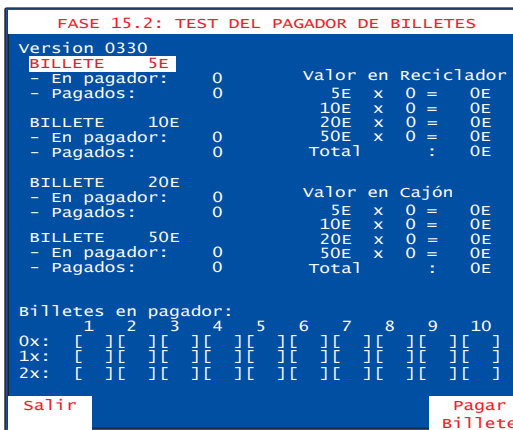 FASE 15.2: TEST DEL PAGADOR DE BILLETES
Version 0330
BILLETE 5E
- En pagador: 0
- Pagados: 0
BILLETE 10E
- En pagador: 0
- Pagados: 0
BILLETE 20E
- En pagador: 0
- Pagados: 0
BILLETE 50E
- En pagador: 0
- Pagados: 0
Valor en Reciclador
5E x 0 = 0E
10E x 0 = 0E
20E x 0 = 0E
50E x 0 = 0E
Total : 0E
Valor en Cajón
5E x 0 = 0E
10E x 0 = 0E
20E x 0 = 0E
50E x 0 = 0E
Total : 0E
Billetes en pagador:
1 2 3 4 5 6 7 8 9 10
0x: [ ][ ][ ][ ][ ][ ][ ][ ][ ][ ]
1x: [ ][ ][ ][ ][ ][ ][ ][ ][ ][ ]
2x: [ ][ ][ ][ ][ ][ ][ ][ ][ ][ ]
Salir
Pagar
Billete